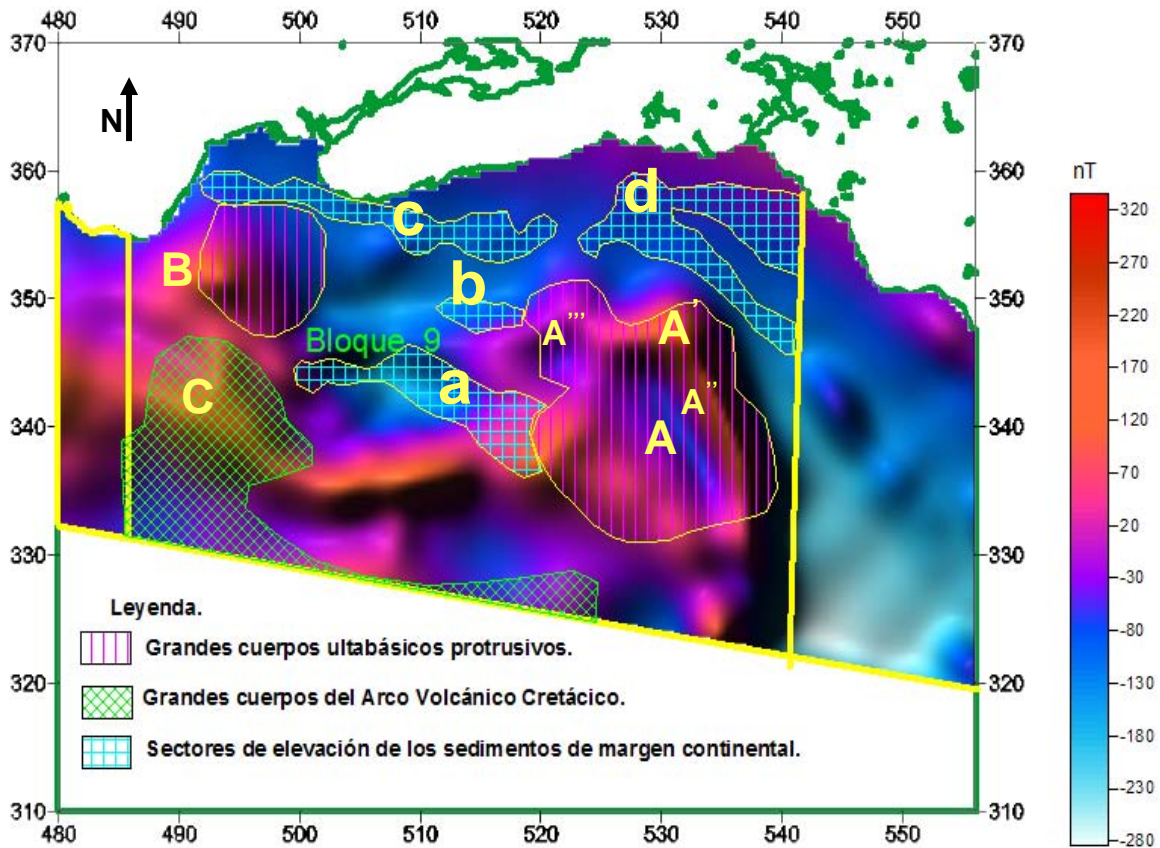 480 490 500 510 520 530 540 550
370 370
N
360 360
350 350
340 340
330 330
320 320
310 310
480 490 500 510 520 530 540 550
c
d
B
b
A'''
A'
Bloque 9
a
A''
C
A
Leyenda.
Grandes cuerpos ultabásicos protrusivos.
Grandes cuerpos del Arco Volcánico Cretácico.
Sectores de elevación de los sedimentos de margen continental.
nT
320
270
220
170
120
70
20
-30
-80
-130
-180
-230
-280